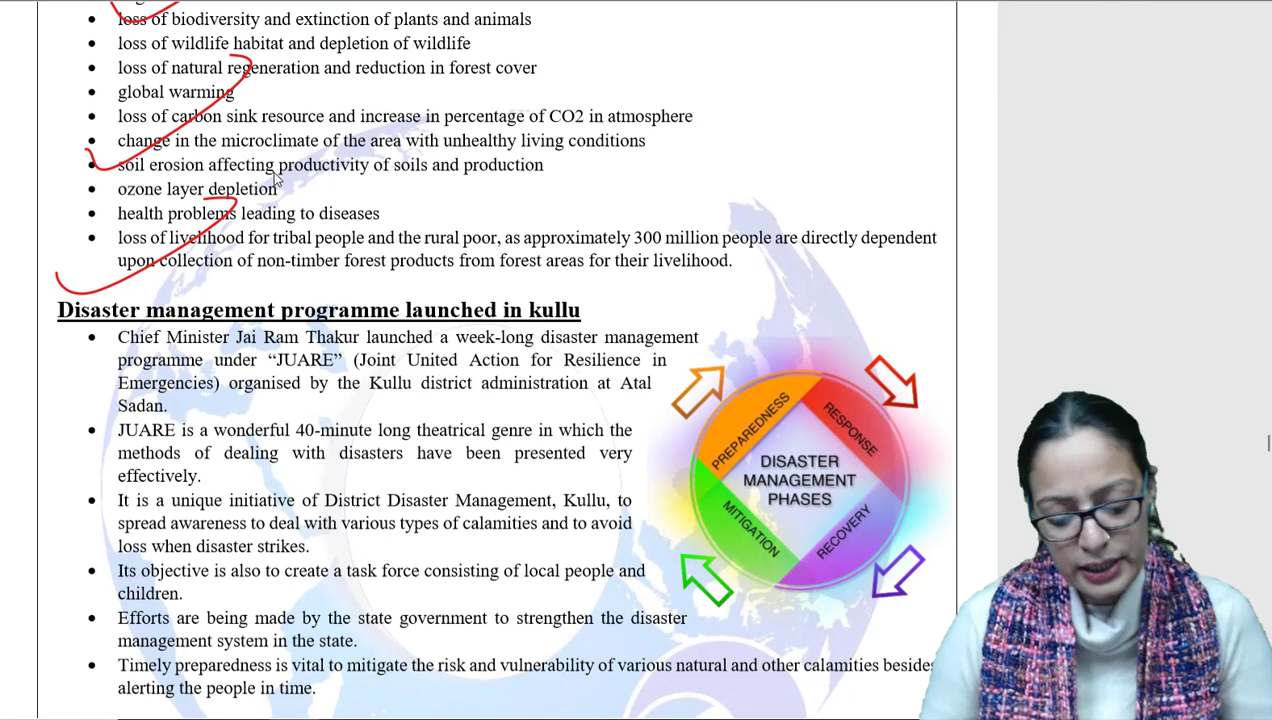 loss of biodiversity and extinction of plants and animals
loss of wildlife habitat and depletion of wildlife
loss of natural regeneration and reduction in forest cover
global warming
loss of carbon sink resource and increase in percentage of CO2 in atmosphere
change in the microclimate of the area with unhealthy living conditions
soil erosion affecting productivity of soils and production
ozone layer depletion
health problems leading to diseases
loss of livelihood for tribal people and the rural poor, as approximately 300 million people are directly dependent
upon collection of non-timber forest products from forest areas for their livelihood.
Disaster management programme launched in kullu
Chief Minister Jai Ram Thakur launched a week-long disaster management
programme under “JUARE” (Joint United Action for Resilience in
Emergencies) organised by the Kullu district administration at Atal
Sadan.
JUARE is a wonderful 40-minute long theatrical genre in which the
methods of dealing with disasters have been presented very
effectively.
It is a unique initiative of District Disaster Management, Kullu, to
spread awareness to deal with various types of calamities and to avoid
loss when disaster strikes.
Its objective is also to create a task force consisting of local people and
children.
Efforts are being made by the state government to strengthen the disaster
management system in the state.
Timely preparedness is vital to mitigate the risk and vulnerability of various natural and other calamities besides
alerting the people in time.
PREPAREDNESS
RESPONSE
DISASTER
MANAGEMENT
PHASES
MITIGATION
RECOVERY